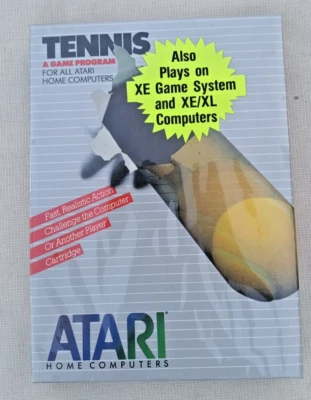 TENNIS
A GAME PROGRAM
FOR ALL ATARI
HOME COMPUTERS
Also
Plays on
XE Game System
and XE/XL
Computers
Fast, Realistic Action
Challenge the Computer
Or Another Player
Cartridge
ATARI
HOME COMPUTERS